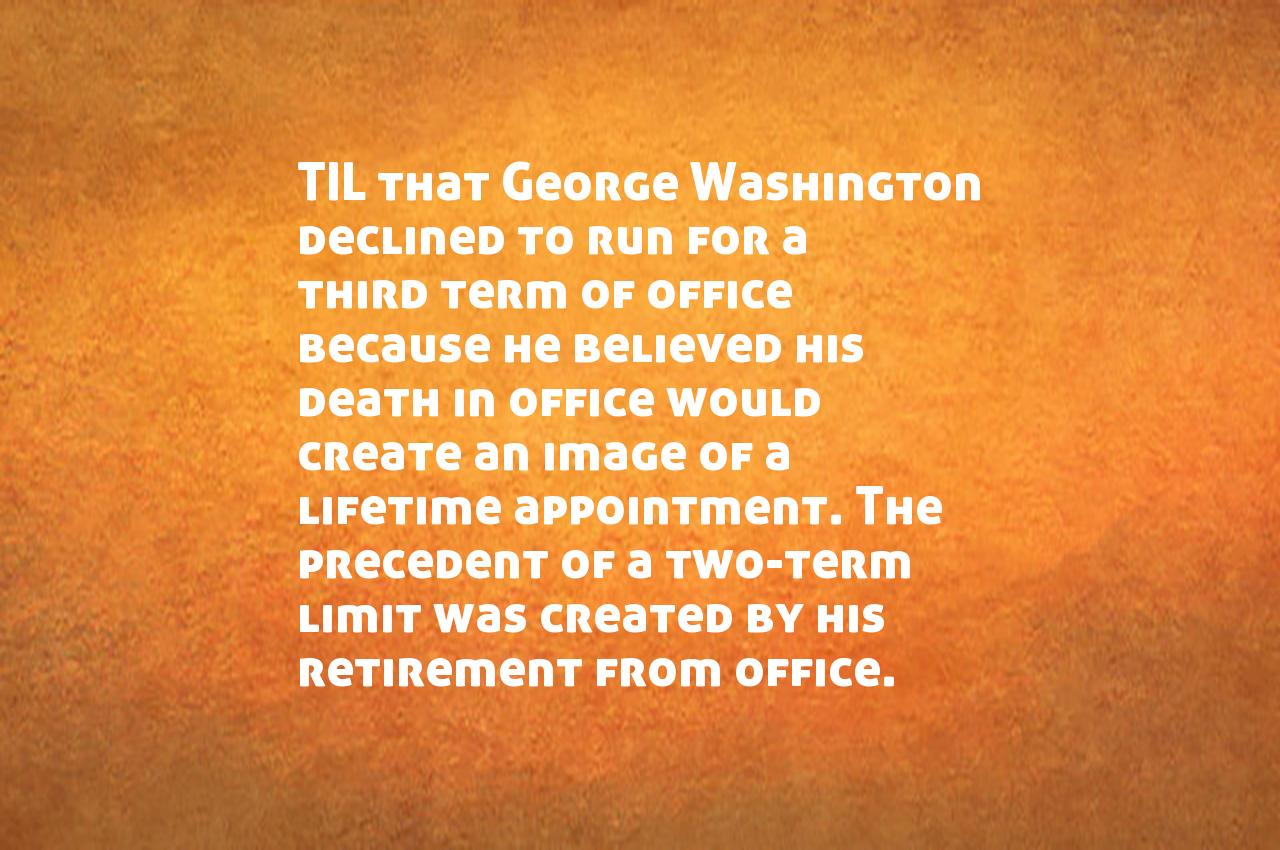 TIL that George Washington
declined to run for a
third term of office
because he believed his
death in office would
create an image of a
lifetime appointment. The
precedent of a two-term
limit was created by his
retirement from office.